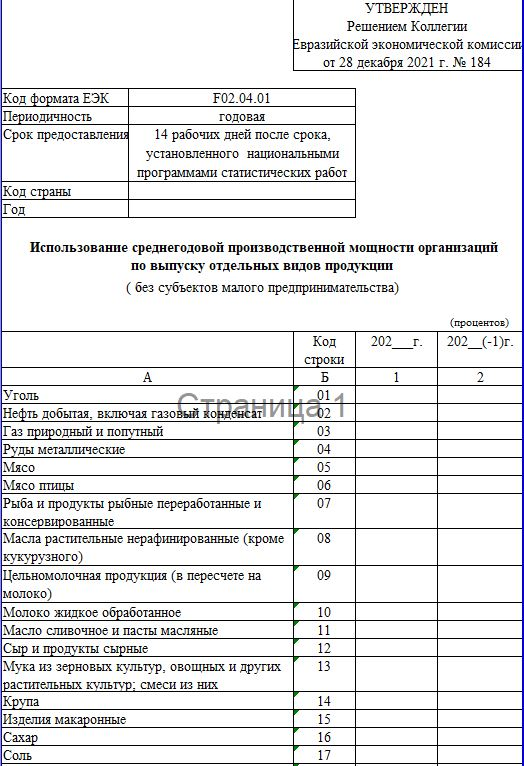 УТВЕРЖДЕН
Решением Коллегии
Евразийской экономической комиссии
от 28 декабря 2021 г. № 184
Код формата ЕЭК F02.04.01
Периодичность годовая
Срок предоставления 14 рабочих дней после срока,
установленного национальными
программами статистических работ
Код страны
Год
Использование среднегодовой производственной мощности организаций
по выпуску отдельных видов продукции
( без субъектов малого предпринимательства)
(процентов)
Код строки 202___г. 202__(-1)г.
А Б 1 2
Страница 1
Уголь 01
Нефть добытая, включая газовый конденсат 02
Газ природный и попутный 03
Руды металлические 04
Мясо 05
Мясо птицы 06
Рыба и продукты рыбные переработанные и 07
консервированные
Масла растительные нерафинированные (кроме 08
кукурузного)
Цельномолочная продукция (в пересчете на 09
молоко)
Молоко жидкое обработанное 10
Масло сливочное и пасты масляные 11
Сыр и продукты сырные 12
Мука из зерновых культур, овощных и других 13
растительных культур; смеси из них
Крупа 14
Изделия макаронные 15
Сахар 16
Соль 17